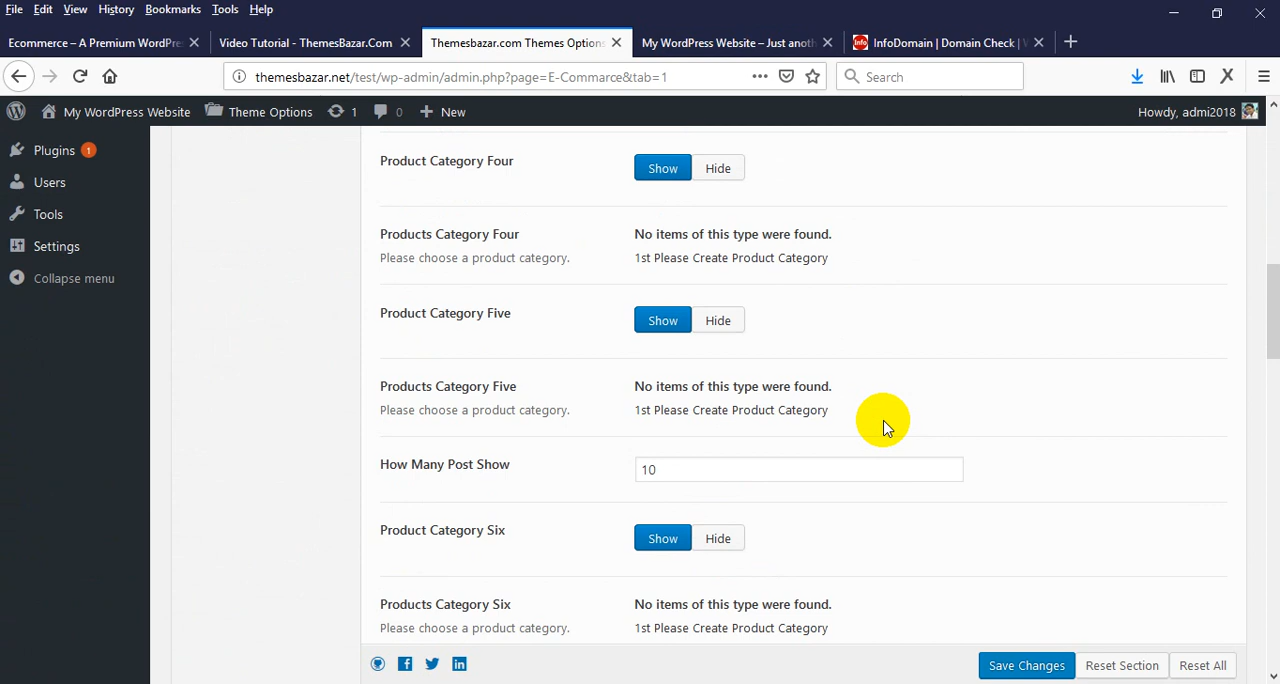 File Edit View History Bookmarks Tools Help
Ecommerce – A Premium WordPre
Video Tutorial - ThemesBazar.Com
Themesbazar.com Themes Options
My WordPress Website – Just anoth
Info InfoDomain | Domain Check |
themesbazar.net/test/wp-admin/admin.php?page=E-Commarce&tab=1
Search
My WordPress Website Theme Options 1 0 New
Howdy, admi2018
Plugins 1
Users
Tools
Settings
Collapse menu
Product Category Four
Show Hide
Products Category Four
No items of this type were found.
Please choose a product category.
1st Please Create Product Category
Product Category Five
Show Hide
Products Category Five
No items of this type were found.
Please choose a product category.
1st Please Create Product Category
How Many Post Show
10
Product Category Six
Show Hide
Products Category Six
No items of this type were found.
Please choose a product category.
1st Please Create Product Category
Save Changes Reset Section Reset All